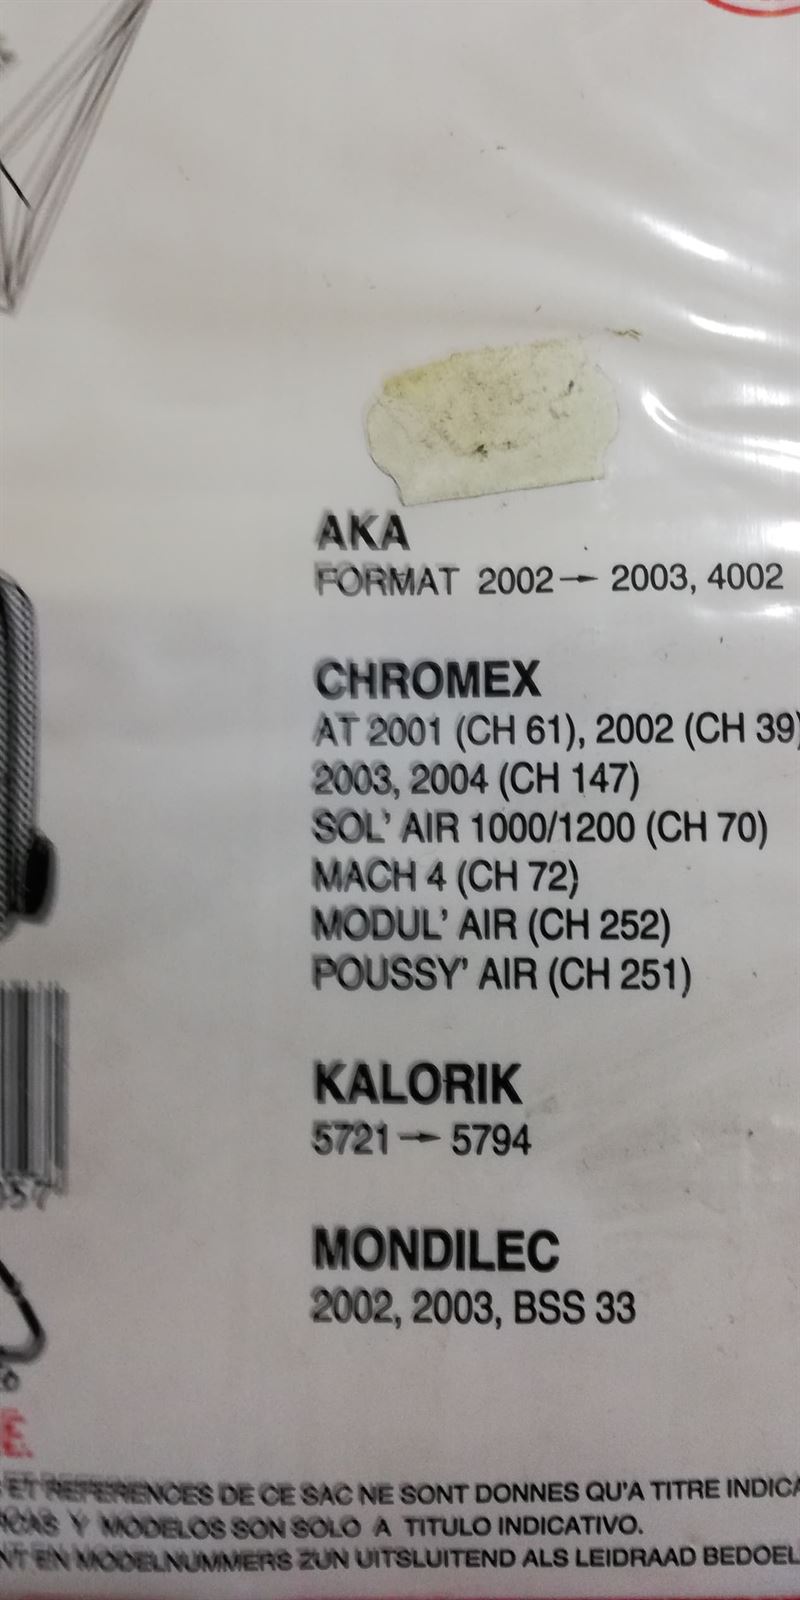 AKA
FORMAT 2002 → 2003, 4002
CHROMEX
AT 2001 (CH 61), 2002 (CH 39)
2003, 2004 (CH 147)
SOL' AIR 1000/1200 (CH 70)
MACH 4 (CH 72)
MODUL' AIR (CH 252)
POUSSY' AIR (CH 251)
KALORIK
5721 → 5794
MONDILEC
2002, 2003, BSS 33
ET REFERENCES DE CE SAC NE SONT DONNES QU'A TITRE
Y MODELOS SON SOLO A TITULO INDICATIVO.
EN MODELNUMMERS ZUN UITSLUITEND ALS LEIDRAAD